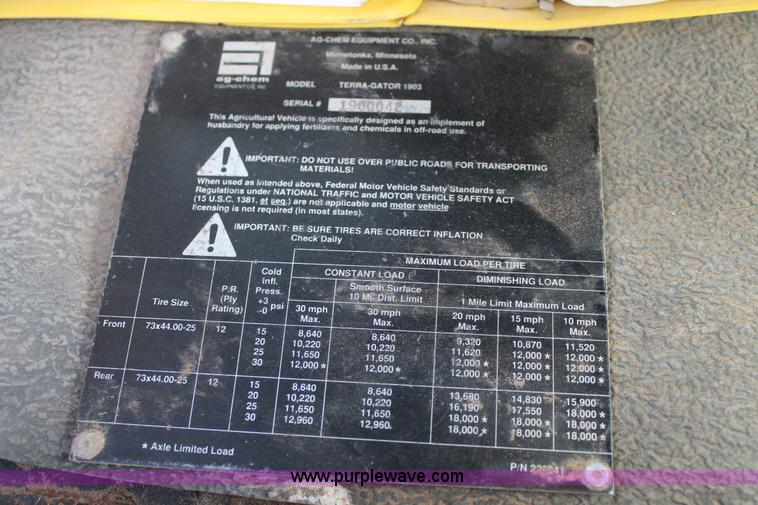 AG-CHEM EQUIPMENT CO., INC.
Minnetonka, Minnesota
Made in U.S.A.
ag-chem
EQUIPMENT CO., INC.
MODEL TERRA-GATOR 1903
SERIAL # 1900042
This Agricultural Vehicle is specifically designed as an implement of
husbandry for applying fertilizers and chemicals in off-road use.
IMPORTANT: DO NOT USE OVER PUBLIC ROADS FOR TRANSPORTING
MATERIALS!
When used as intended above, Federal Motor Vehicle Safety Standards or
Regulations under NATIONAL TRAFFIC and MOTOR VEHICLE SAFETY ACT
(15 U.S.C. 1381, et seq.) are not applicable and motor vehicle
licensing is not required (in most states).
IMPORTANT: BE SURE TIRES ARE CORRECT INFLATION
Check Daily
MAXIMUM LOAD PER TIRE
CONSTANT LOAD DIMINISHING LOAD
Tire Size P.R. (Ply Rating) Cold infl. Press. +3 -0 psi 30 mph Max. Smooth Surface 10 Mi. Dist. Limit 30 mph Max. 1 Mile Limit Maximum Load 20 mph Max. 15 mph Max. 10 mph Max.
Front 73x44.00-25 12 15 8,640 8,640 9,320 10,870 11,520
20 10,220 10,220 11,620 12,000* 12,000*
25 11,650 11,650 12,000* 12,000* 12,000*
30 12,000* 12,000* 12,000* 12,000* 12,000*
Rear 73x44.00-25 12 15 8,640 8,640 13,680 14,830 15,900
20 10,220 10,220 16,190 17,550 18,000*
25 11,650 11,650 18,000* 18,000* 18,000*
30 12,960 12,960 18,000* 8,000* 18,000*
* Axle Limited Load
P/N
www.purplewave.com